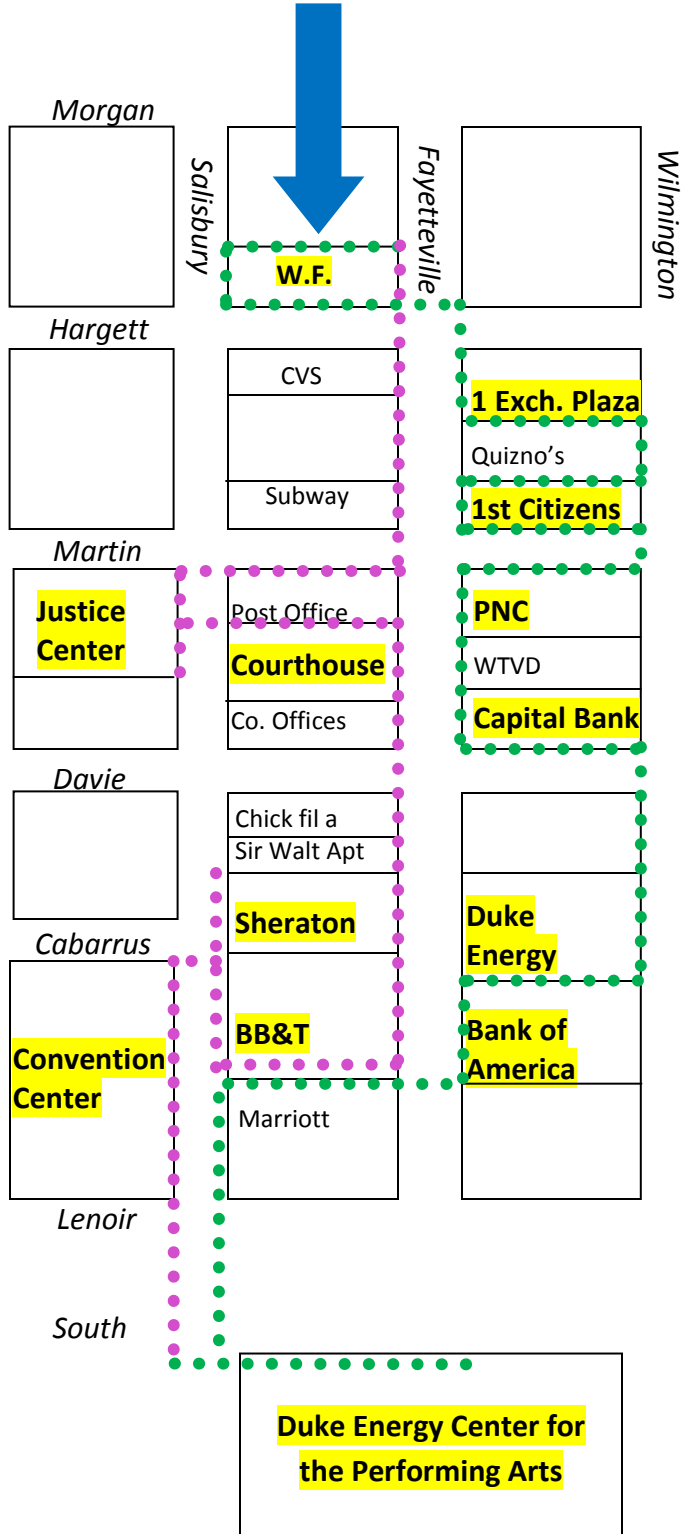 Morgan
Salisbury
Fayetteville
Wilmington
W.F.
Hargett
CVS
1 Exch. Plaza
Quizno's
Subway
1st Citizens
Martin
Justice
Center
Post Office
PNC
Courthouse
WTVD
Co. Offices
Capital Bank
Davie
Chick fil a
Sir Walt Apt
Sheraton
Duke
Energy
Cabarrus
BB&T
Bank of
America
Convention
Center
Marriott
Lenoir
South
Duke Energy Center for
the Performing Arts